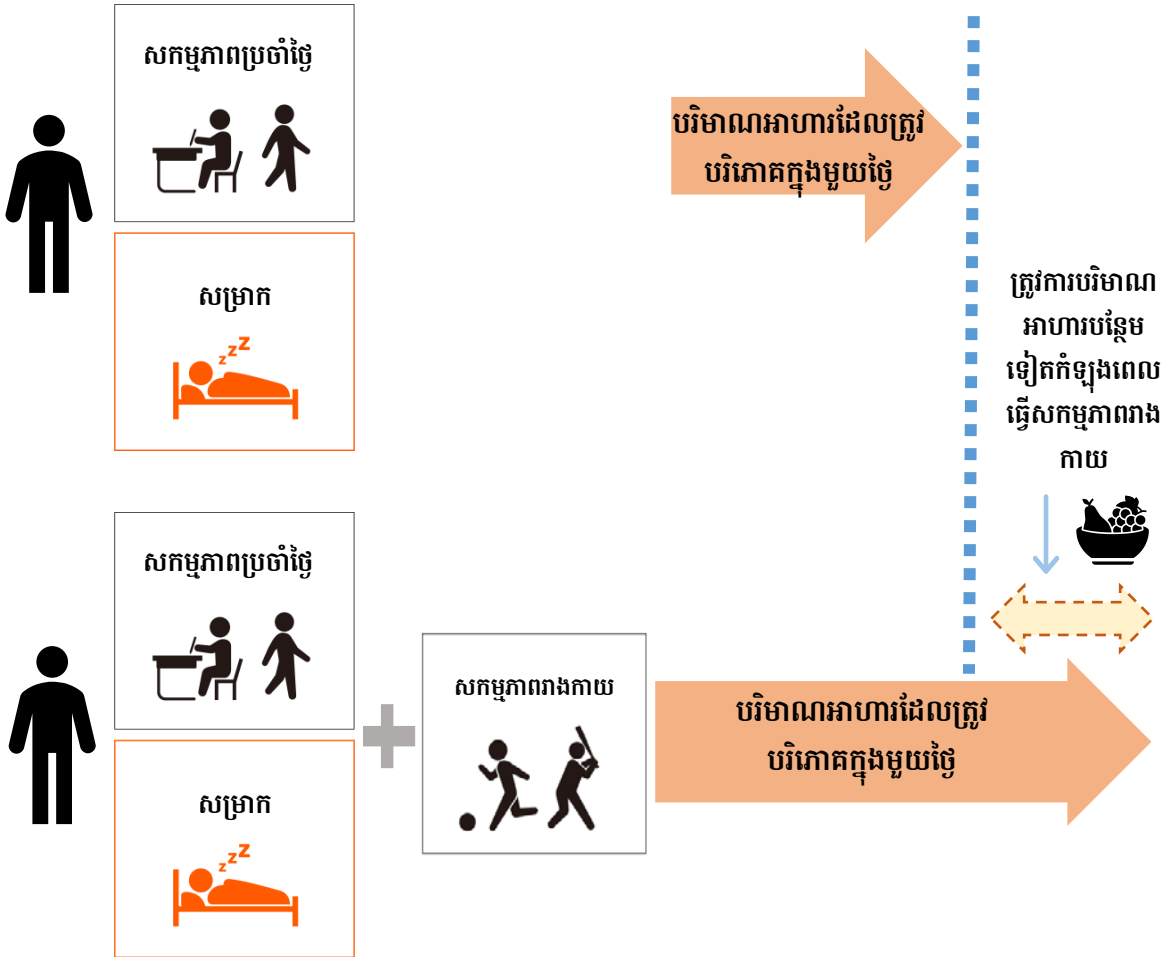 សកម្មភាពប្រចាំថ្ងៃ
បរិមាណអាហារដែលត្រូវ
បរិភោគក្នុងមួយថ្ងៃ
សម្រាក
zzz
ត្រូវការបរិមាណ
អាហារបន្ថែម
ទៀតកំឡុងពេល
ធ្វើសកម្មភាពរាង
កាយ
សកម្មភាពប្រចាំថ្ងៃ
សកម្មភាពរាងកាយ
បរិមាណអាហារដែលត្រូវ
បរិភោគក្នុងមួយថ្ងៃ
សម្រាក
zzz